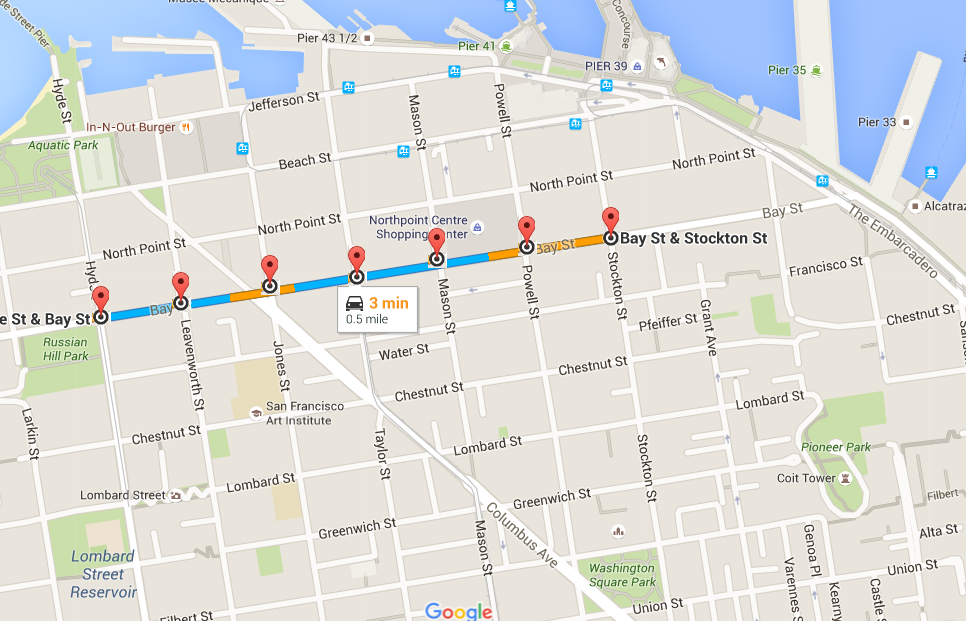 Musée Mécanique
Hyde Street Pier
Pier 43 1/2
Pier 41
Concourse
PIER 39
Pier 35
Hyde St
Jefferson St
Mason St
Powell St
In-N-Out Burger
Aquatic Park
Pier 33
Beach St
North Point St
North Point St
North Point St
North Point St
Alcatraz
Northpoint Centre
Shopping Center
Bay St
The Embarcadero
Bay St & Stockton St
Bay St
Hyde
Francisco St
3 min
0.5 mile
Bay
e St & Bay St
Stockton St
Powell St
Mason St
Grant Ave
Pfeiffer St
Chestnut St
Russian
Hill Park
Leavenworth St
Jones St
Water St
Chestnut St
Chestnut St
Lombard St
San Francisco
Art Institute
Larkin St
Chestnut St
Taylor St
Lombard St
Stockton St
Pioneer Park
Coit Tower
Lombard Street
Lombard St
Greenwich St
Filbert
Greenwich St
Columbus Ave
Mason St
Genoa Pl
Alta St
Lombard
Street
Reservoir
Washington
Square Park
Varennes S
Kearny
Castle S
Union St
Filbert St
Google
Union St